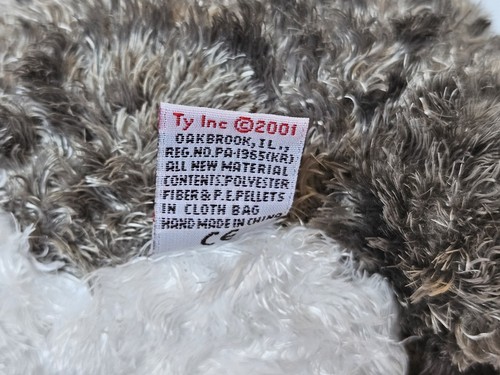 Ty Inc ©2001
OAKBROOK, IL.,
REG.NO.PA-1965(KR)
ALL NEW MATERIAL
CONTENTS:POLYESTER
FIBER & P.E.PELLETS
IN CLOTH BAG
HAND MADE IN CHINA
CE